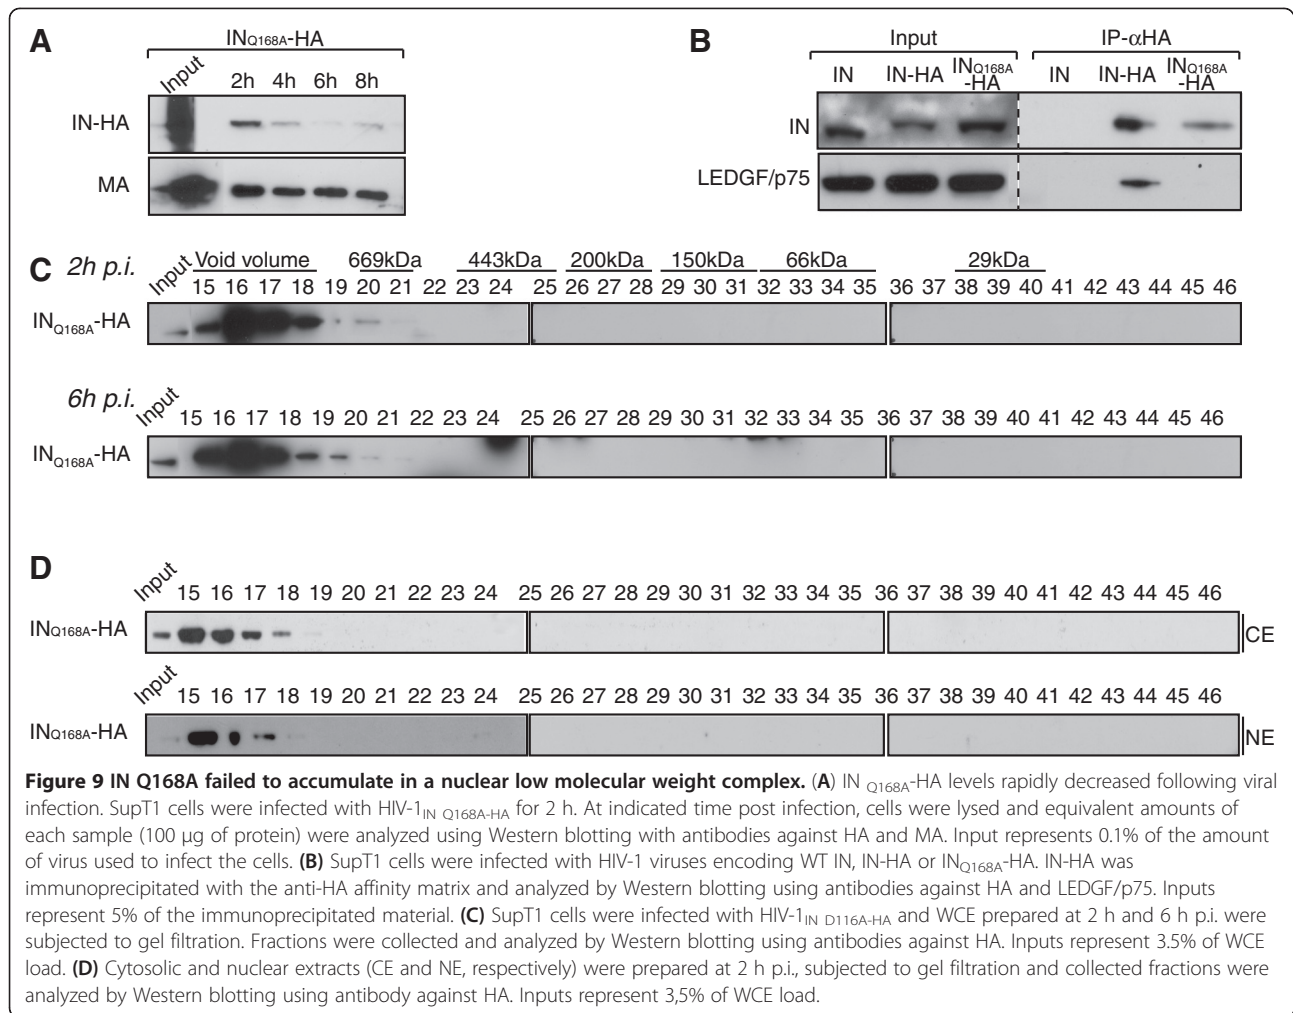 A
INQ168A-HA
Input 2h 4h 6h 8h
IN-HA
MA
B
Input IP-αHA
IN IN-HA INQ168A-HA IN IN-HA INQ168A-HA
IN
LEDGF/p75
C
2h p.i.
Void volume 669kDa 443kDa 200kDa 150kDa 66kDa 29kDa
Input 15 16 17 18 19 20 21 22 23 24 25 26 27 28 29 30 31 32 33 34 35 36 37 38 39 40 41 42 43 44 45 46
INQ168A-HA
6h p.i.
Input 15 16 17 18 19 20 21 22 23 24 25 26 27 28 29 30 31 32 33 34 35 36 37 38 39 40 41 42 43 44 45 46
INQ168A-HA
D
Input 15 16 17 18 19 20 21 22 23 24 25 26 27 28 29 30 31 32 33 34 35 36 37 38 39 40 41 42 43 44 45 46
INQ168A-HA CE
Input 15 16 17 18 19 20 21 22 23 24 25 26 27 28 29 30 31 32 33 34 35 36 37 38 39 40 41 42 43 44 45 46
INQ168A-HA NE
Figure 9 IN Q168A failed to accumulate in a nuclear low molecular weight complex. (A) IN Q168A-HA levels rapidly decreased following viral
infection. SupT1 cells were infected with HIV-1IN Q168A-HA for 2 h. At indicated time post infection, cells were lysed and equivalent amounts of
each sample (100 μg of protein) were analyzed using Western blotting with antibodies against HA and MA. Input represents 0.1% of the amount
of virus used to infect the cells. (B) SupT1 cells were infected with HIV-1 viruses encoding WT IN, IN-HA or INQ168A-HA. IN-HA was
immunoprecipitated with the anti-HA affinity matrix and analyzed by Western blotting using antibodies against HA and LEDGF/p75. Inputs
represent 5% of the immunoprecipitated material. (C) SupT1 cells were infected with HIV-1IN D116A-HA and WCE prepared at 2 h and 6 h p.i. were
subjected to gel filtration. Fractions were collected and analyzed by Western blotting using antibodies against HA. Inputs represent 3.5% of WCE
load. (D) Cytosolic and nuclear extracts (CE and NE, respectively) were prepared at 2 h p.i., subjected to gel filtration and collected fractions were
analyzed by Western blotting using antibody against HA. Inputs represent 3,5% of WCE load.